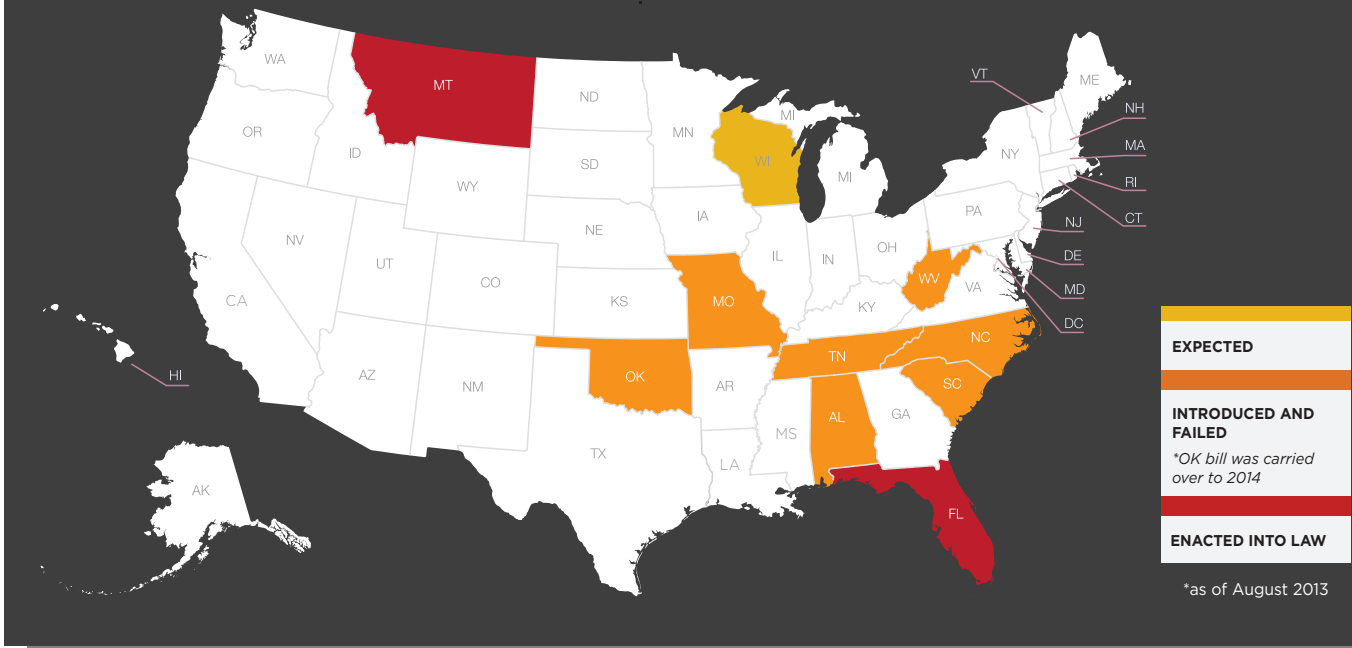 WA
MT
ND
MN
MI
VT
ME
NH
OR
ID
SD
WI
NY
MA
WY
MI
RI
IA
PA
CT
NE
NJ
NV
UT
IL
IN
OH
DE
CO
WV
VA
MD
CA
KS
MO
KY
DC
EXPECTED
HI
AZ
NM
OK
AR
TN
NC
SC
INTRODUCED AND
FAILED
*OK bill was carried
over to 2014
MS
AL
GA
TX
LA
AK
FL
ENACTED INTO LAW
*as of August 2013